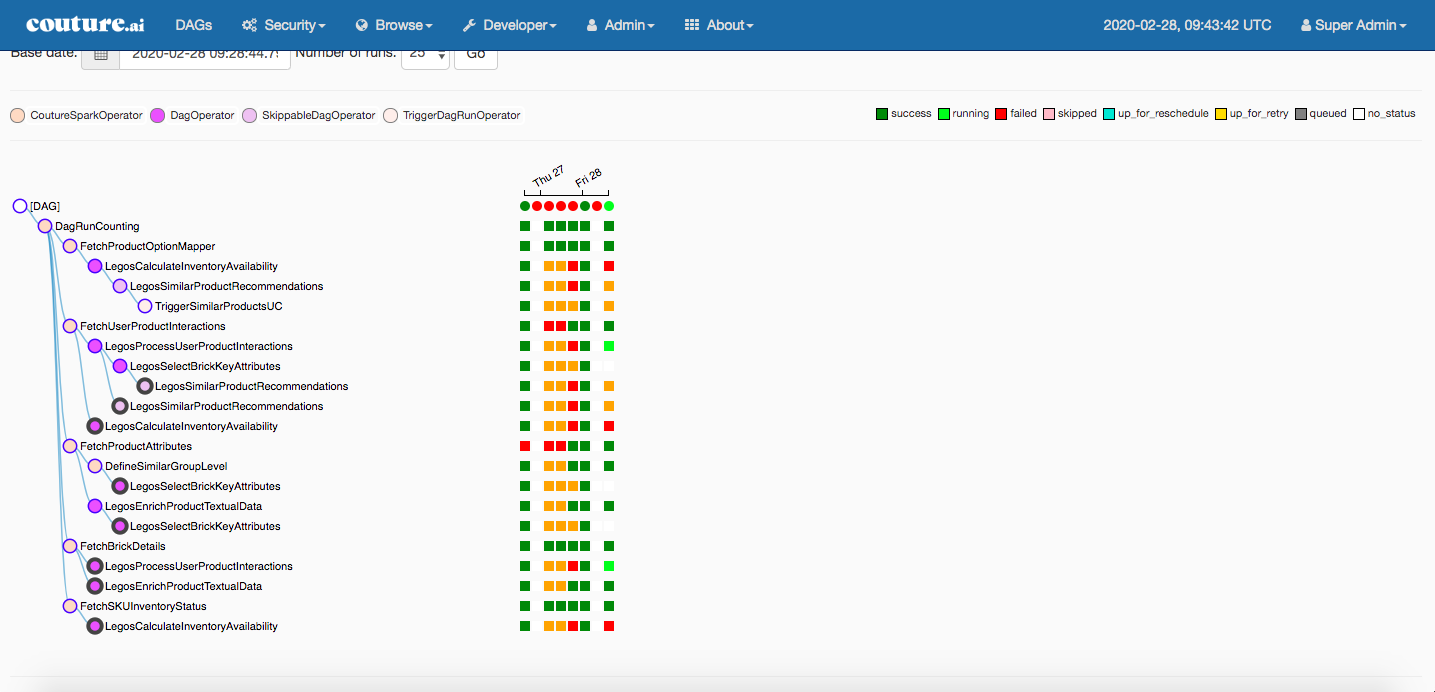 couture.ai DAGs Security Browse Developer Admin About 2020-02-28, 09:43:42 UTC Super Admin
Base date: 2020-02-28 09:28:44.7 Number of runs: 25 Go
CoutureSparkOperator DagOperator SkippableDagOperator TriggerDagRunOperator success running failed skipped up_for_reschedule up_for_retry queued no_status
Thu 27 Fri 28
[DAG]
DagRunCounting
FetchProductOptionMapper
LegosCalculateInventoryAvailability
LegosSimilarProductRecommendations
TriggerSimilarProductsUC
FetchUserProductInteractions
LegosProcessUserProductInteractions
LegosSelectBrickKeyAttributes
LegosSimilarProductRecommendations
LegosSimilarProductRecommendations
LegosCalculateInventoryAvailability
FetchProductAttributes
DefineSimilarGroupLevel
LegosSelectBrickKeyAttributes
LegosEnrichProductTextualData
LegosSelectBrickKeyAttributes
FetchBrickDetails
LegosProcessUserProductInteractions
LegosEnrichProductTextualData
FetchSKUInventoryStatus
LegosCalculateInventoryAvailability